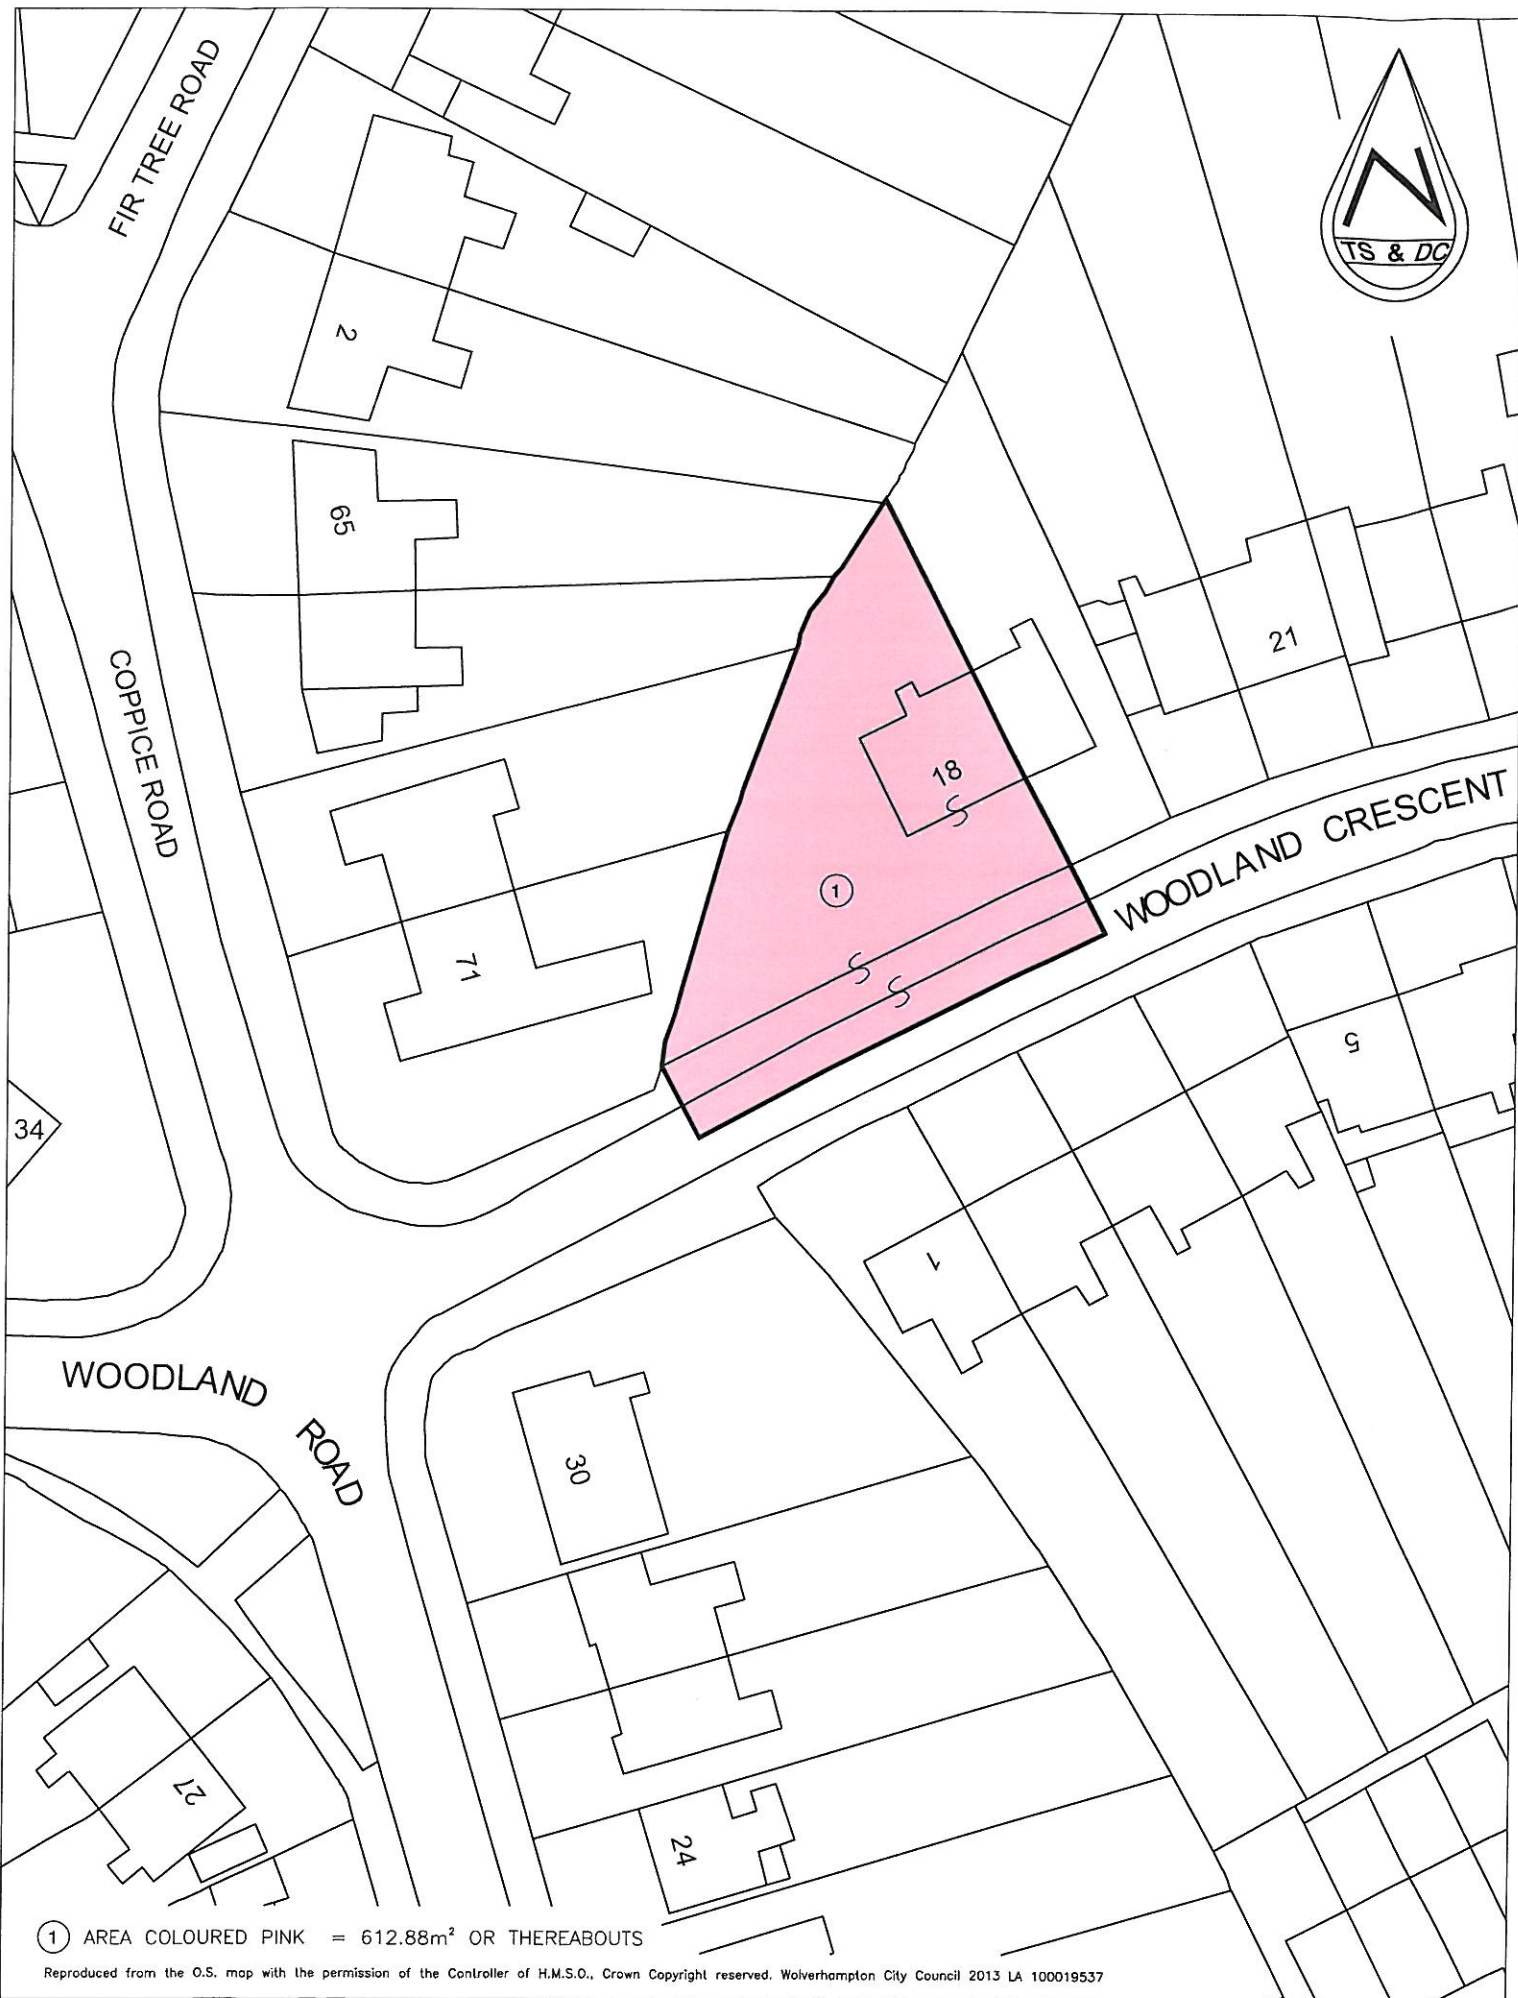 FIR TREE ROAD
N
TS & DC
2
65
COPPICE ROAD
21
18
WOODLAND CRESCENT
1
71
5
34
1
WOODLAND ROAD
30
27
24
1 AREA COLOURED PINK = 612.88m² OR THEREABOUTS
Reproduced from the O.S. map with the permission of the Controller of H.M.S.O., Crown Copyright reserved. Wolverhampton City Council 2013 LA 100019537